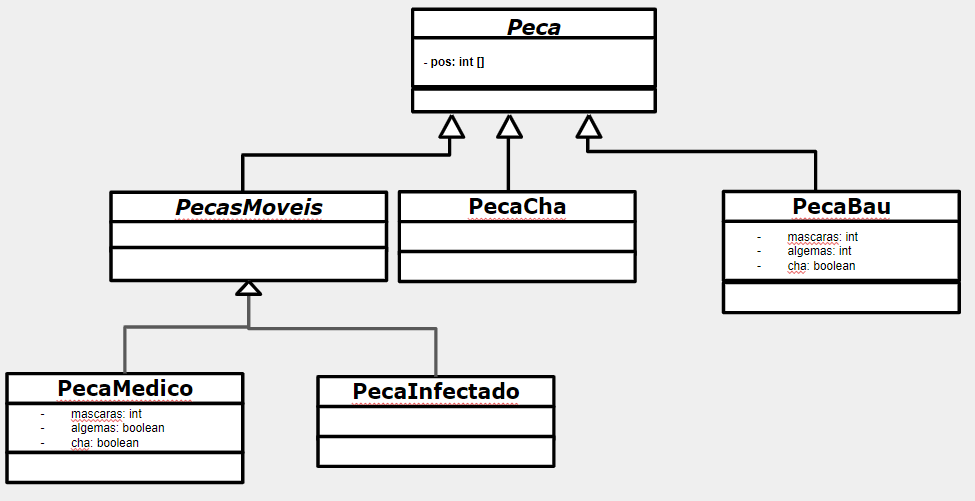 Peca
- pos: int []
PecasMoveis
PecaCha
PecaBau
- mascaras: int
- algemas: int
- cha: boolean
PecaMedico
- mascaras: int
- algemas: boolean
- cha: boolean
PecaInfectado